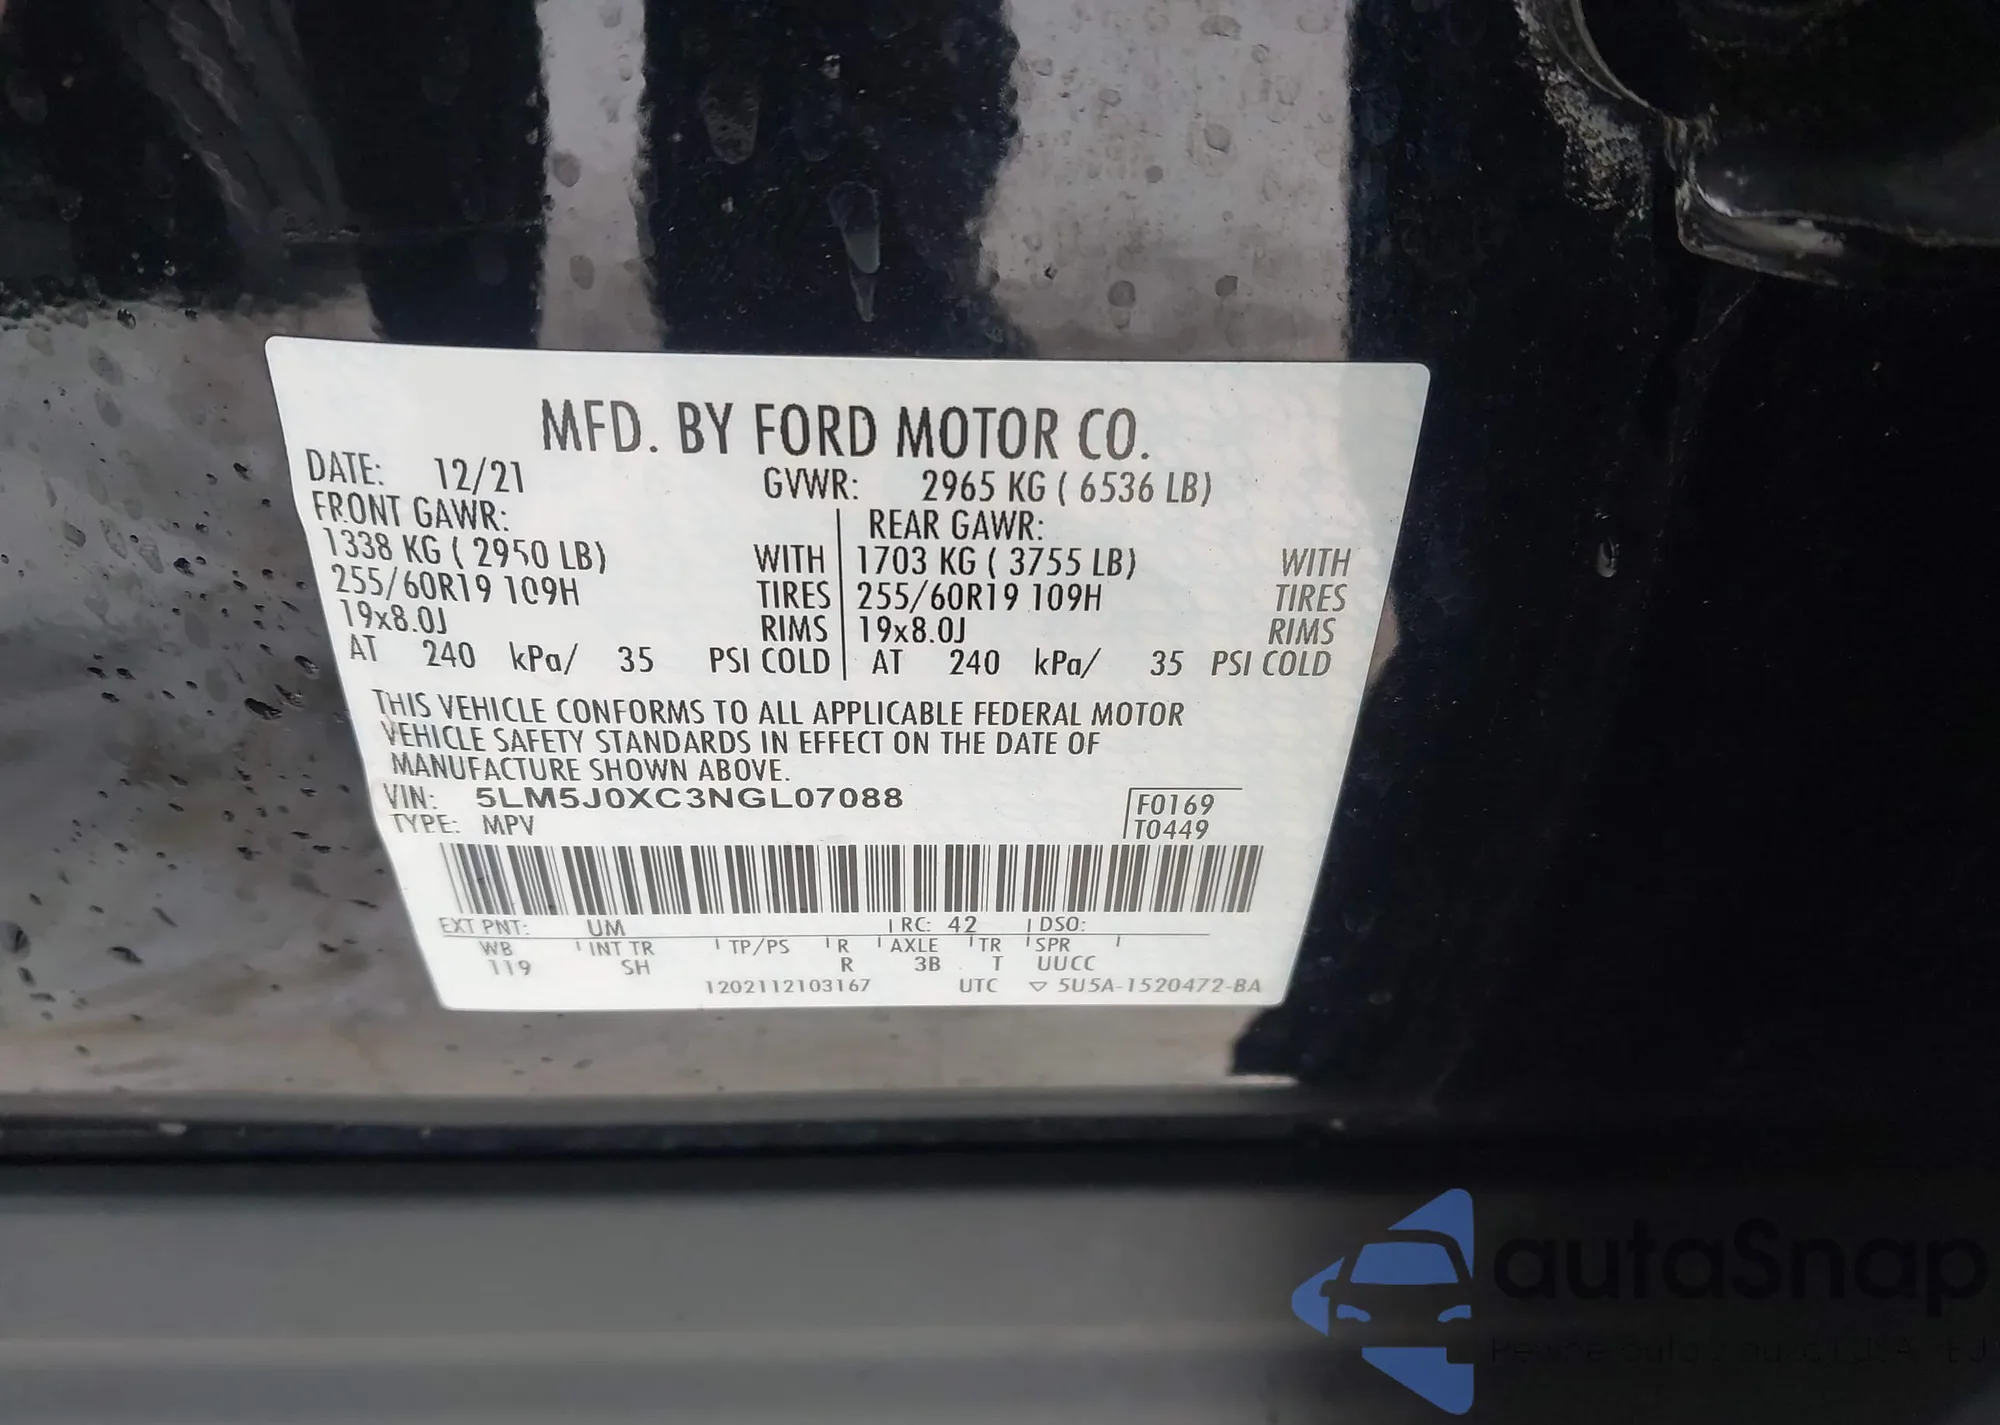 MFD. BY FORD MOTOR CO.
DATE: 12/21 GVWR: 2965 KG ( 6536 LB)
FRONT GAWR: REAR GAWR:
1338 KG ( 2950 LB) WITH 1703 KG ( 3755 LB) WITH
255/60R19 109H TIRES 255/60R19 109H TIRES
19x8.0J RIMS 19x8.0J RIMS
AT 240 kPa/ 35 PSI COLD AT 240 kPa/ 35 PSI COLD
THIS VEHICLE CONFORMS TO ALL APPLICABLE FEDERAL MOTOR
VEHICLE SAFETY STANDARDS IN EFFECT ON THE DATE OF
MANUFACTURE SHOWN ABOVE.
VIN: 5LM5J0XC3NGL07088 F0169
TYPE: MPV T0449
EXT PNT: UM RC: 42 DSO:
WB INT TR TP/PS R AXLE TR SPR
119 SH R 3B T UUCC
1202112103167 UTC ▽ 5U5A-1520472-BA
autaSnap